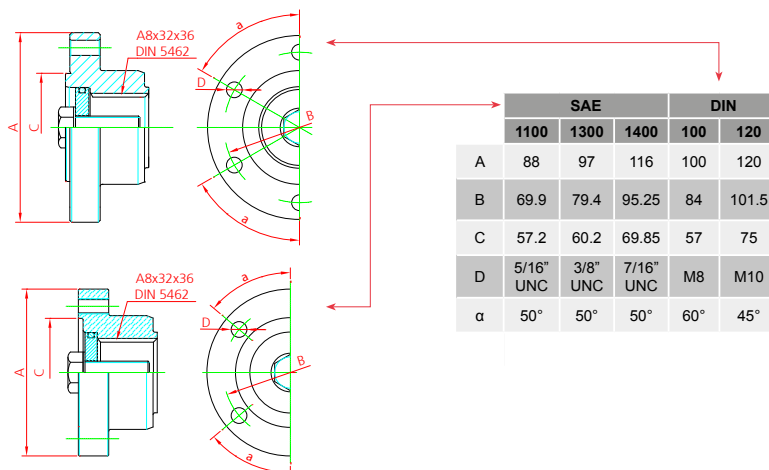 A8x32x36
DIN 5462
a
D
B
A
C
a
SAE DIN
1100 1300 1400 100 120
A 88 97 116 100 120
B 69.9 79.4 95.25 84 101.5
C 57.2 60.2 69.85 57 75
D 5/16" UNC 3/8" UNC 7/16" UNC M8 M10
α 50° 50° 50° 60° 45°
A8x32x36
DIN 5462
a
D
B
A
C
a